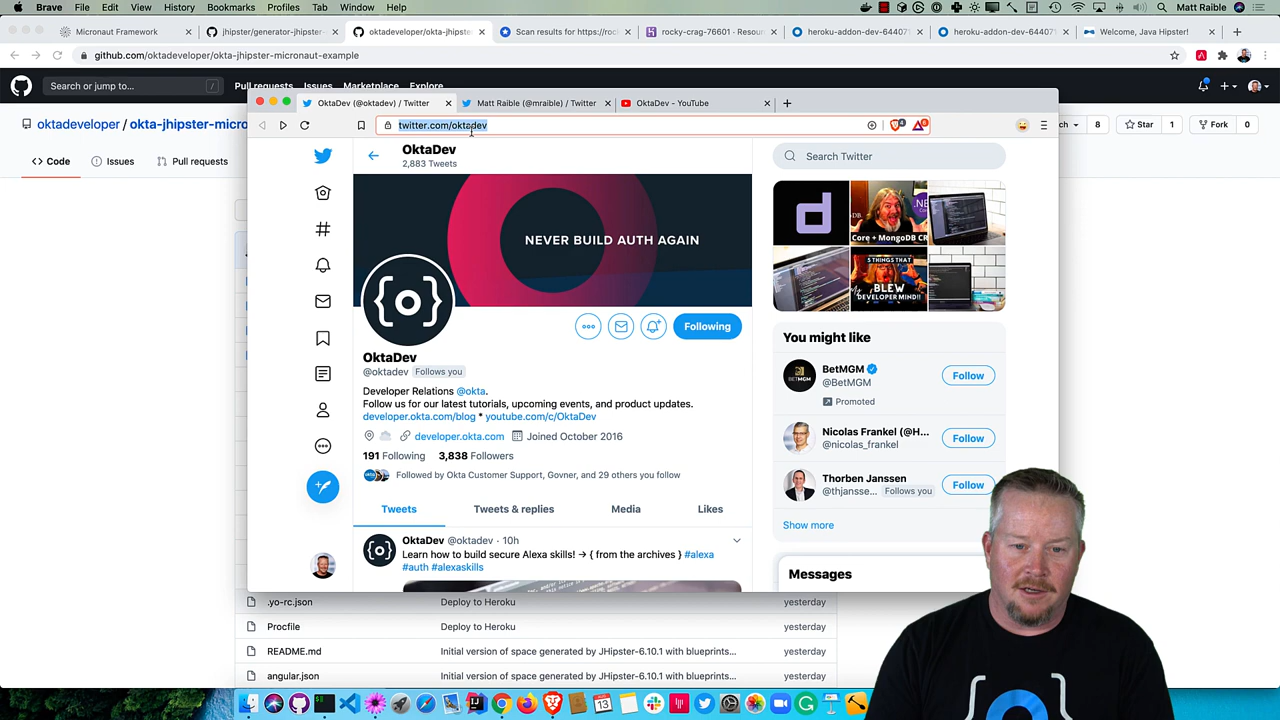 Brave File Edit View History Bookmarks Profiles Tab Window Help Matt Raible
Micronaut Framework
jhipster/generator-jhipster-
oktadeveloper/okta-jhipster-
Scan results for https://rock
rocky-crag-76601 - Resourc
heroku-addon-dev-644071
heroku-addon-dev-644071
Welcome, Java Hipster!
github.com/oktadeveloper/okta-jhipster-micronaut-example
Search or jump to...
/
Pull requests Issues Marketplace Explore
oktadeveloper / okta-jhipster-micro
8
Star 1
Fork 0
Code
Issues
Pull requests
OktaDev (@oktadev) / Twitter
Matt Raible (@mraible) / Twitter
OktaDev - YouTube
twitter.com/oktadev
OktaDev
2,883 Tweets
Search Twitter
NEVER BUILD AUTH AGAIN
d
Core + MongoDB CR
5 THINGS THAT
BLEW
DEVELOPER MIND!!
Following
OktaDev
@oktadev Follows you
Developer Relations @okta.
Follow us for our latest tutorials, upcoming events, and product updates.
developer.okta.com/blog * youtube.com/c/OktaDev
developer.okta.com Joined October 2016
191 Following 3,838 Followers
Followed by Okta Customer Support, Govner, and 29 others you follow
Tweets
Tweets & replies
Media
Likes
OktaDev @oktadev · 10h
Learn how to build secure Alexa skills! → { from the archives } #alexa
#auth #alexaskills
You might like
BetMGM
@BetMGM
Promoted
Follow
Nicolas Frankel (@H...
@nicolas_frankel
Follow
Thorben Janssen
@thjansse... Follows you
Follow
Show more
Messages
.yo-rc.json Deploy to Heroku yesterday
Procfile Deploy to Heroku yesterday
README.md Initial version of space generated by JHipster-6.10.1 with blueprints... yesterday
angular.json Initial version of space generated by JHipster-6.10.1 with blueprints... yesterday
13